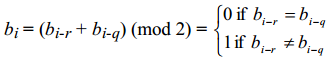 bᵢ = (bᵢ₋ᵣ + bᵢ₋q) (mod 2) = { 0 if bᵢ₋ᵣ = bᵢ₋q
1 if bᵢ₋ᵣ ≠ bᵢ₋q